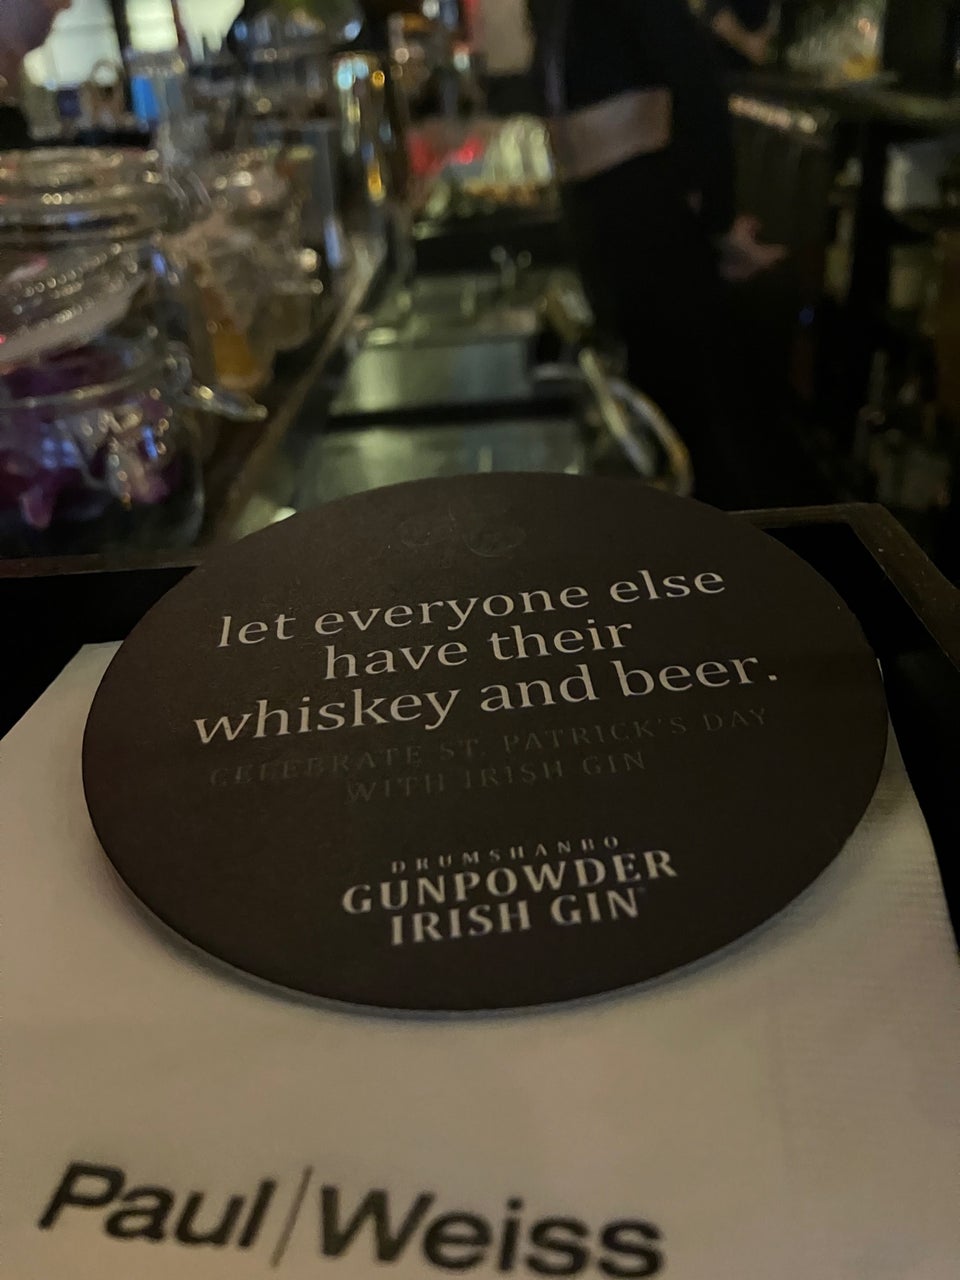 let everyone else
have their
whiskey and beer.
CELEBRATE ST. PATRICK'S DAY
WITH IRISH GIN
DRUMSHANBO
GUNPOWDER
IRISH GIN
Paul/Weiss